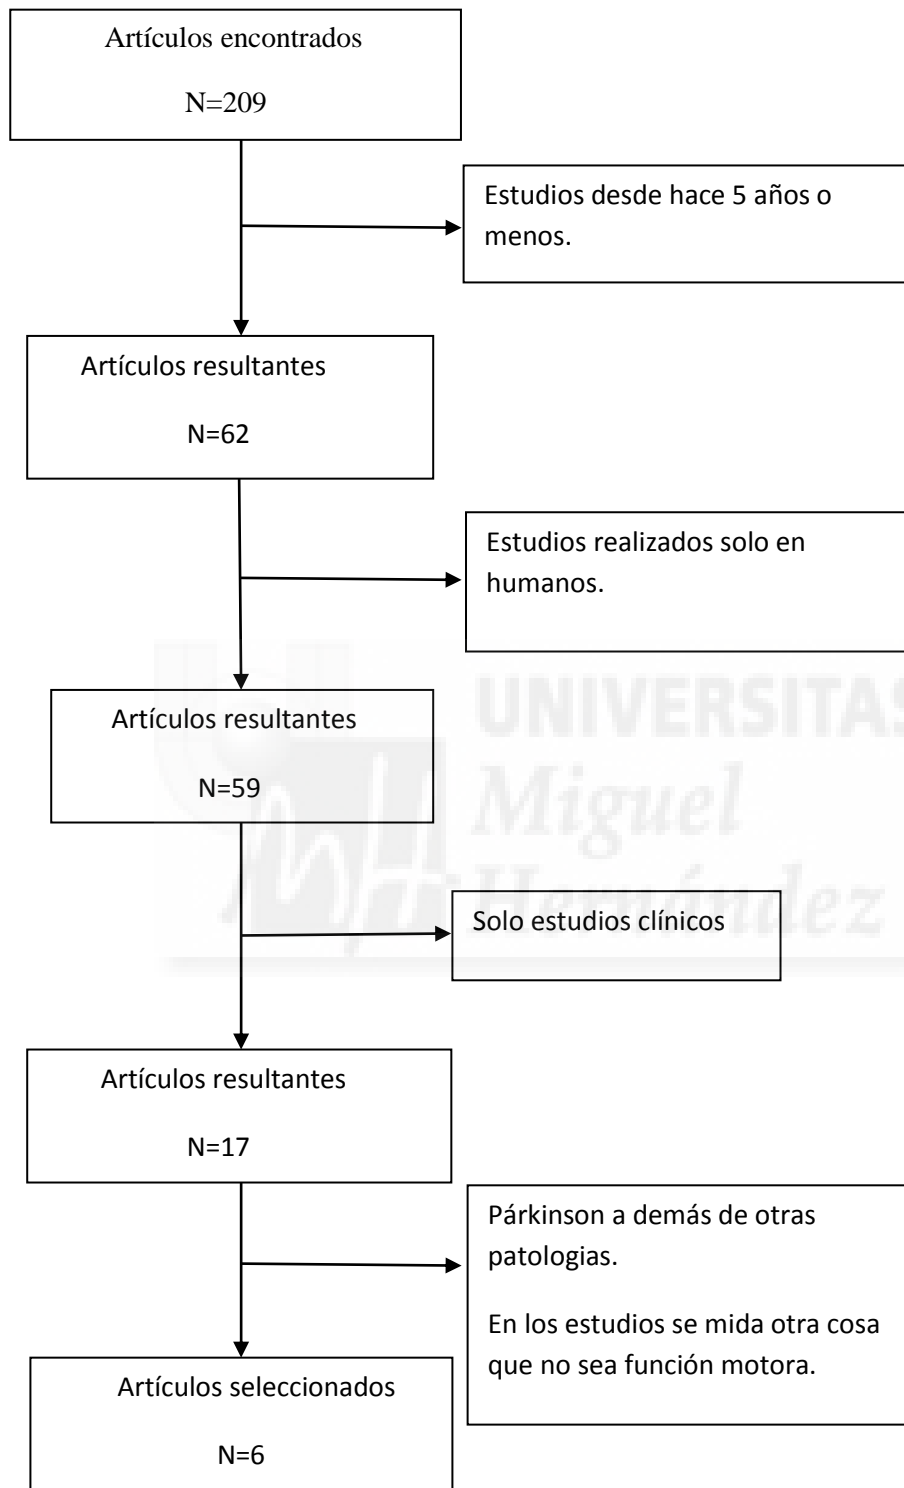 Artículos encontrados
N=209
Estudios desde hace 5 años o
menos.
Artículos resultantes
N=62
Estudios realizados solo en
humanos.
Artículos resultantes
N=59
UNIVERSITAS
Miguel
Hernández
Solo estudios clínicos
Artículos resultantes
N=17
Párkinson a demás de otras
patologias.
En los estudios se mida otra cosa
que no sea función motora.
Artículos seleccionados
N=6